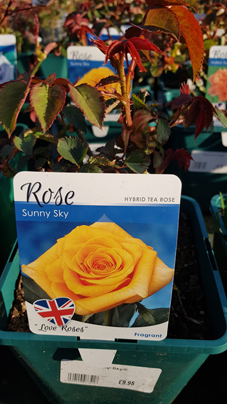 Rose
HYBRID TEA ROSE
Sunny Sky
"Love Roses"
Fragrant
£9.95